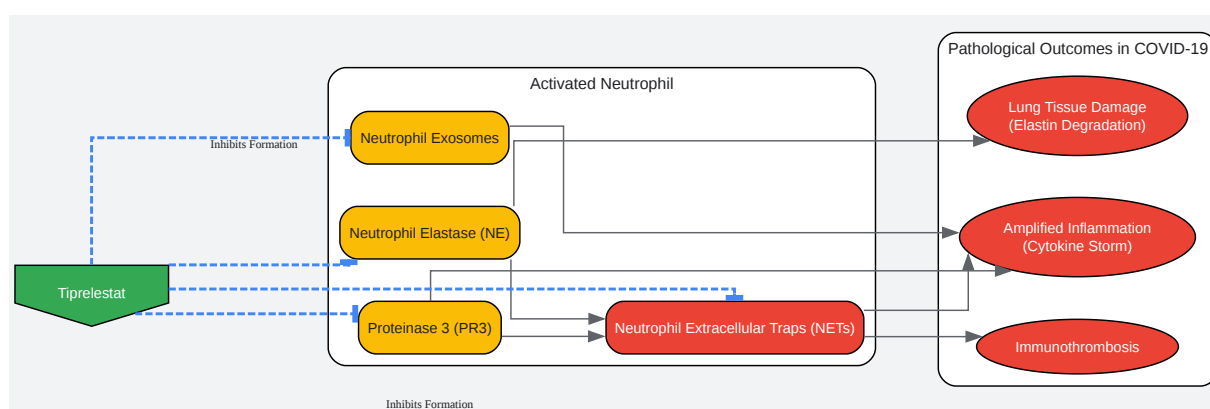 Pathological Outcomes in COVID-19
Activated Neutrophil
Lung Tissue Damage
(Elastin Degradation)
Neutrophil Exosomes
Inhibits Formation
Neutrophil Elastase (NE)
Amplified Inflammation
(Cytokine Storm)
Tiprelestat
Proteinase 3 (PR3)
Neutrophil Extracellular Traps (NETs)
Immunothrombosis
Inhibits Formation